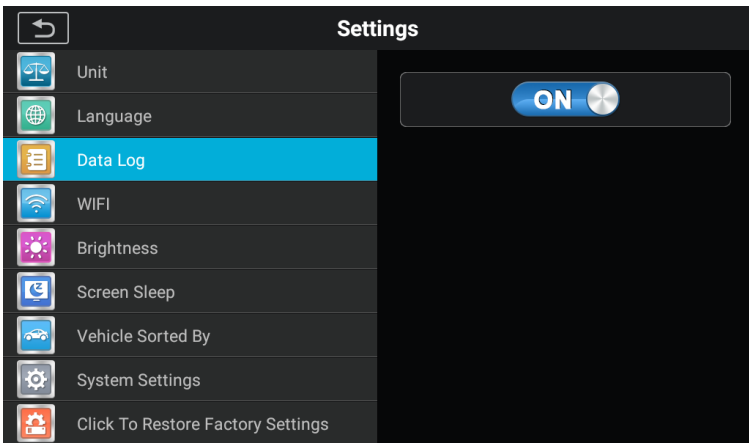 Settings
Unit
ON
Language
Data Log
WIFI
Brightness
Screen Sleep
Vehicle Sorted By
System Settings
Click To Restore Factory Settings